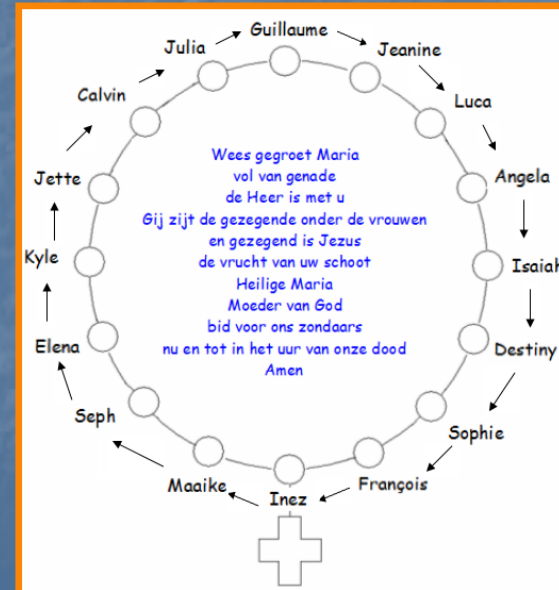 Guillaume
Julia
Jeanine
Calvin
Luca
Jette
Angela
Kyle
Isaiah
Elena
Destiny
Seph
Sophie
Maaike
François
Inez
Wees gegroet Maria
vol van genade
de Heer is met u
Gij zijt de gezegende onder de vrouwen
en gezegend is Jezus
de vrucht van uw schoot
Heilige Maria
Moeder van God
bid voor ons zondaars
nu en tot in het uur van onze dood
Amen